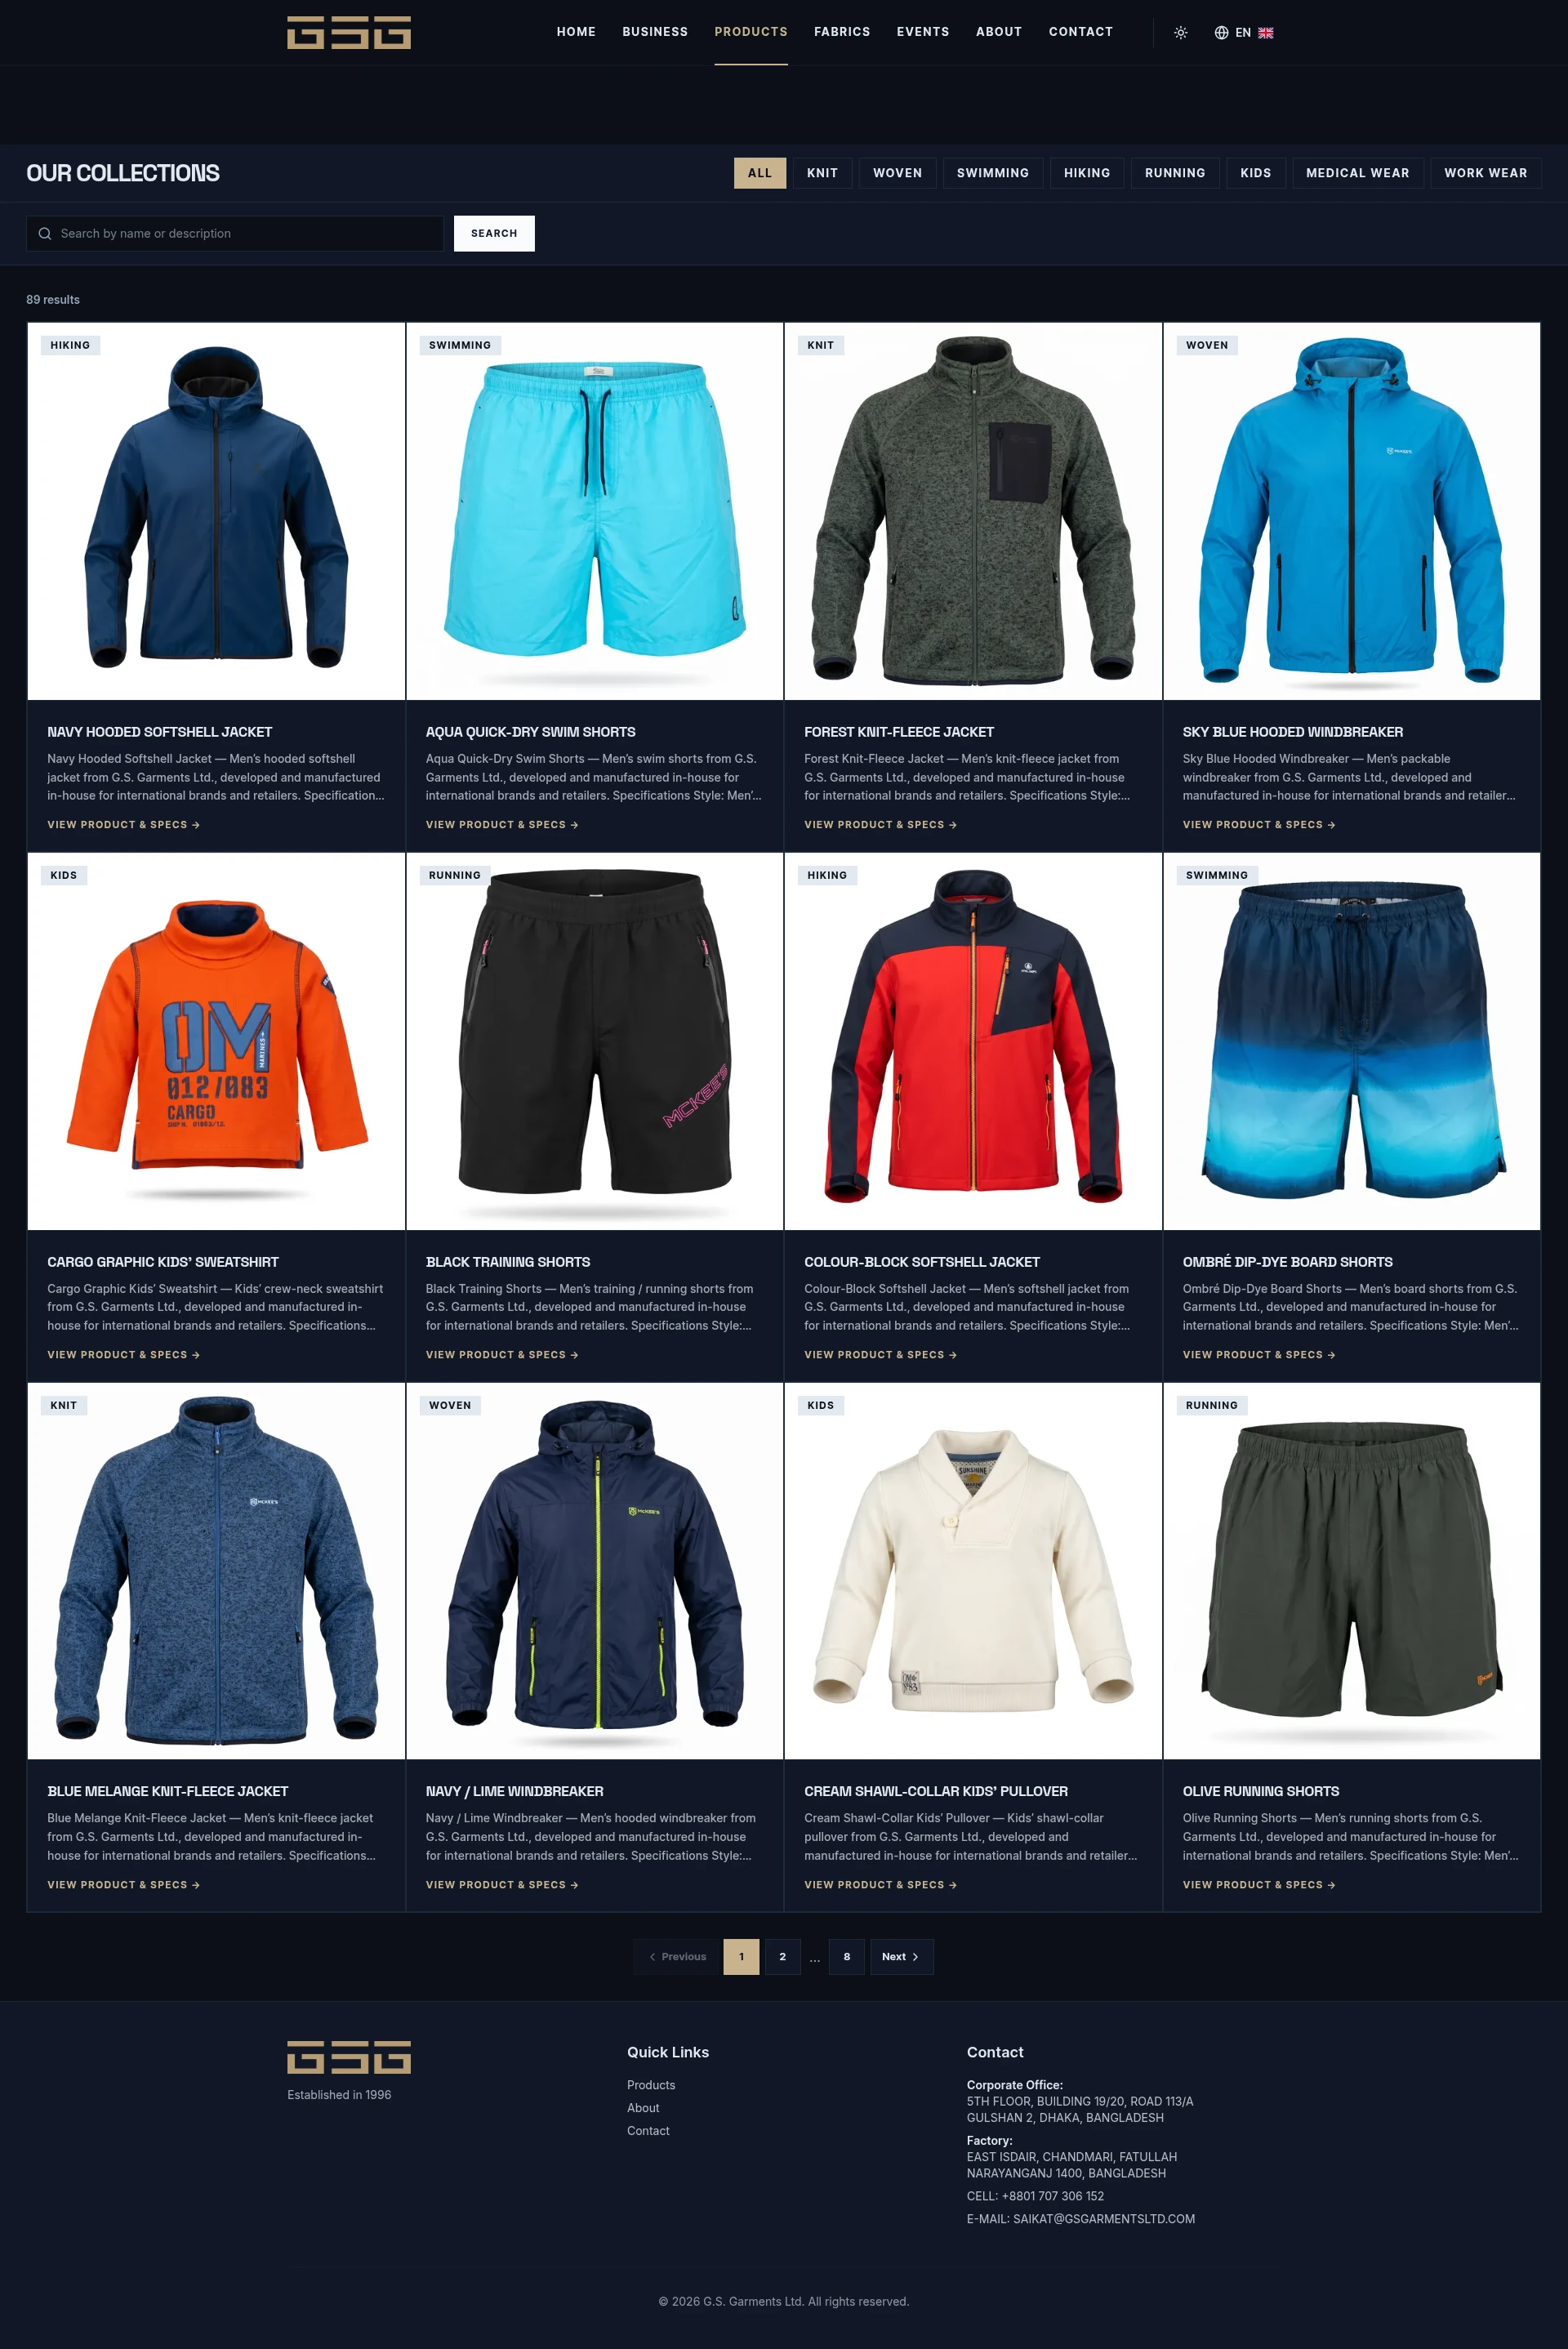 GSG
HOME BUSINESS PRODUCTS FABRICS EVENTS ABOUT CONTACT EN
OUR COLLECTIONS
ALL KNIT WOVEN SWIMMING HIKING RUNNING KIDS MEDICAL WEAR WORK WEAR
Search by name or description SEARCH
89 results
HIKING
NAVY HOODED SOFTSHELL JACKET
Navy Hooded Softshell Jacket — Men's hooded softshell
jacket from G.S. Garments Ltd., developed and manufactured
in-house for international brands and retailers. Specification...
VIEW PRODUCT & SPECS →
SWIMMING
AQUA QUICK-DRY SWIM SHORTS
Aqua Quick-Dry Swim Shorts — Men's swim shorts from G.S.
Garments Ltd., developed and manufactured in-house for
international brands and retailers. Specifications Style: Men'...
VIEW PRODUCT & SPECS →
KNIT
FOREST KNIT-FLEECE JACKET
Forest Knit-Fleece Jacket — Men's knit-fleece jacket from
G.S. Garments Ltd., developed and manufactured in-house
for international brands and retailers. Specifications Style:...
VIEW PRODUCT & SPECS →
WOVEN
MCKEE'S
SKY BLUE HOODED WINDBREAKER
Sky Blue Hooded Windbreaker — Men's packable
windbreaker from G.S. Garments Ltd., developed and
manufactured in-house for international brands and retailer...
VIEW PRODUCT & SPECS →
KIDS
OM
MARINES
012/083
CARGO
CARGO GRAPHIC KIDS' SWEATSHIRT
Cargo Graphic Kids' Sweatshirt — Kids' crew-neck sweatshirt
from G.S. Garments Ltd., developed and manufactured in-
house for international brands and retailers. Specifications...
VIEW PRODUCT & SPECS →
RUNNING
MCKEE'S
BLACK TRAINING SHORTS
Black Training Shorts — Men's training / running shorts from
G.S. Garments Ltd., developed and manufactured in-house
for international brands and retailers. Specifications Style:...
VIEW PRODUCT & SPECS →
HIKING
COLOUR-BLOCK SOFTSHELL JACKET
Colour-Block Softshell Jacket — Men's softshell jacket from
G.S. Garments Ltd., developed and manufactured in-house
for international brands and retailers. Specifications Style:...
VIEW PRODUCT & SPECS →
SWIMMING
OMBRÉ DIP-DYE BOARD SHORTS
Ombré Dip-Dye Board Shorts — Men's board shorts from G.S.
Garments Ltd., developed and manufactured in-house for
international brands and retailers. Specifications Style: Men'...
VIEW PRODUCT & SPECS →
KNIT
MCKEE'S
BLUE MELANGE KNIT-FLEECE JACKET
Blue Melange Knit-Fleece Jacket — Men's knit-fleece jacket
from G.S. Garments Ltd., developed and manufactured in-
house for international brands and retailers. Specifications...
VIEW PRODUCT & SPECS →
WOVEN
MCKEE'S
NAVY / LIME WINDBREAKER
Navy / Lime Windbreaker — Men's hooded windbreaker from
G.S. Garments Ltd., developed and manufactured in-house
for international brands and retailers. Specifications Style:...
VIEW PRODUCT & SPECS →
KIDS
SUNSHINE
CREAM SHAWL-COLLAR KIDS' PULLOVER
Cream Shawl-Collar Kids' Pullover — Kids' shawl-collar
pullover from G.S. Garments Ltd., developed and
manufactured in-house for international brands and retailer...
VIEW PRODUCT & SPECS →
RUNNING
OLIVE RUNNING SHORTS
Olive Running Shorts — Men's running shorts from G.S.
Garments Ltd., developed and manufactured in-house for
international brands and retailers. Specifications Style: Men'...
VIEW PRODUCT & SPECS →
Previous 1 2 ... 8 Next
GSG
Established in 1996
Quick Links
Products
About
Contact
Contact
Corporate Office:
5TH FLOOR, BUILDING 19/20, ROAD 113/A
GULSHAN 2, DHAKA, BANGLADESH
Factory:
EAST ISDAIR, CHANDMARI, FATULLAH
NARAYANGANJ 1400, BANGLADESH
CELL: +8801 707 306 152
E-MAIL: SAIKAT@GSGARMENTSLTD.COM
© 2026 G.S. Garments Ltd. All rights reserved.